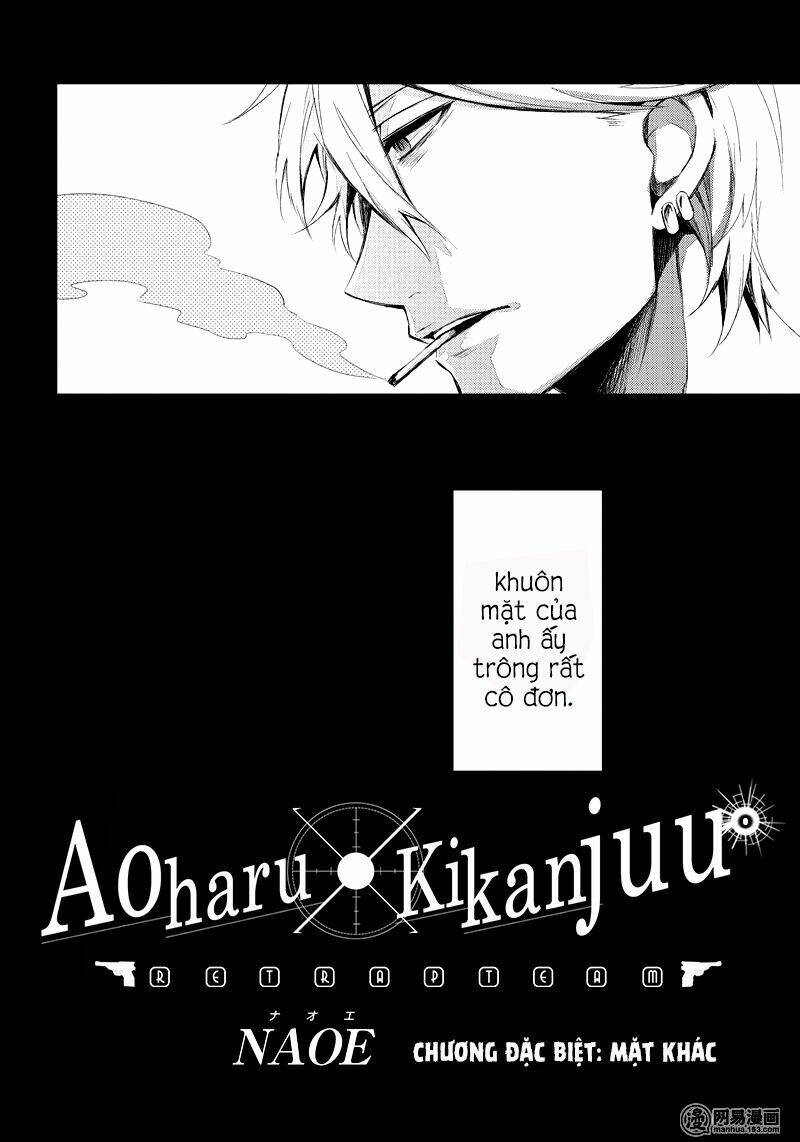 khuôn
mặt của
anh ấy
trông rất
cô đơn.
Aoharu Kikanjuu
RETRAPTEAM
ナオエ
NAOE
CHƯƠNG ĐẶC BIỆT: MẶT KHÁC
网易漫画
manhua.163.com